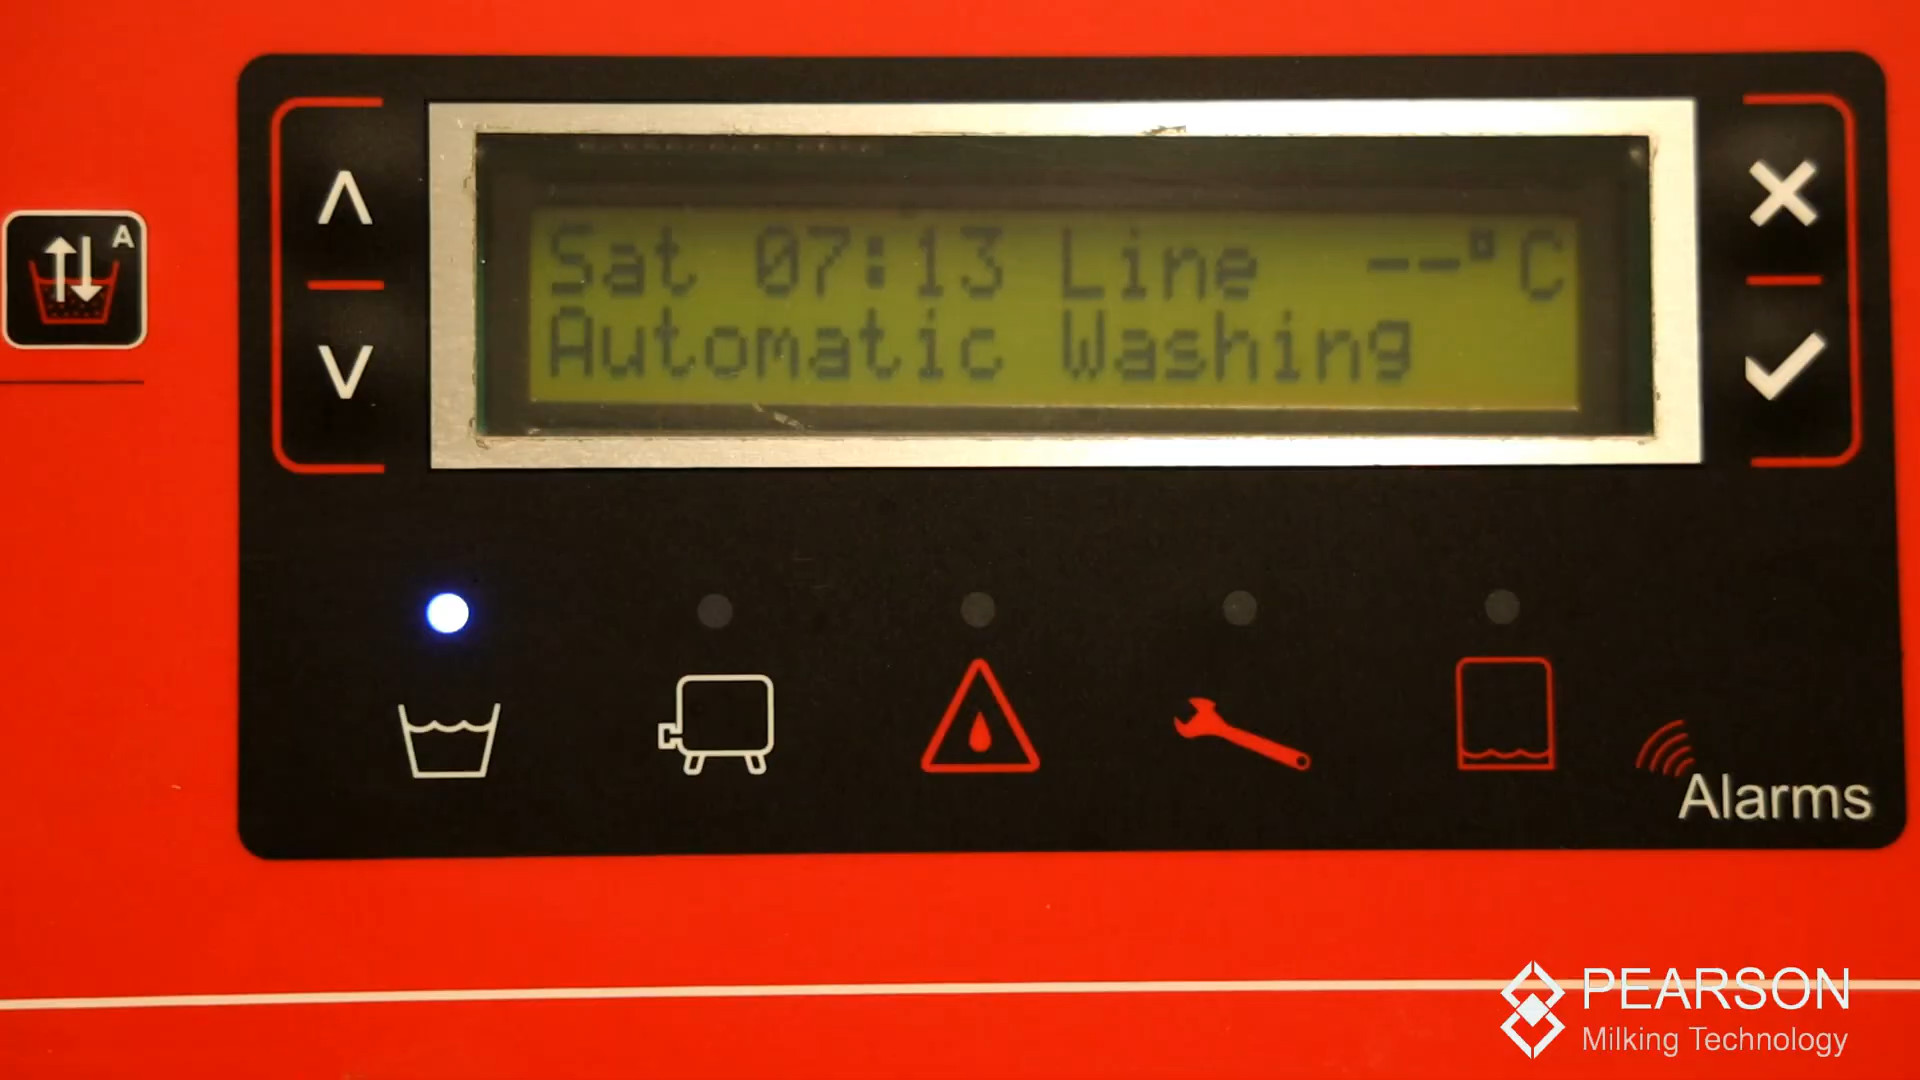 A
Sat 07:13 Line --°C
Automatic Washing
Alarms
PEARSON
Milking Technology